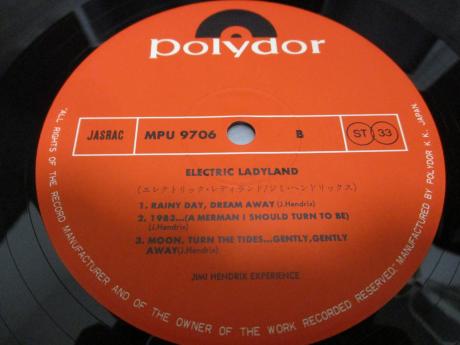 polydor
JASRAC
MPU 9706
B
ST
33
ELECTRIC LADYLAND
(エレクトリック・レディランド/ジミ・ヘンドリックス)
1. RAINY DAY, DREAM AWAY (J.Hendrix)
2. 1983...(A MERMAN I SHOULD TURN TO BE)
(J.Hendrix)
3. MOON, TURN THE TIDES...GENTLY,GENTLY
AWAY(J.Hendrix)
JIMI HENDRIX EXPERIENCE
"ALL RIGHTS OF THE RECORD MANUFACTURER AND OF THE OWNER OF THE WORK RECORDED RESERVED." MANUFACTURED BY POLYDOR K.K. JAPAN.